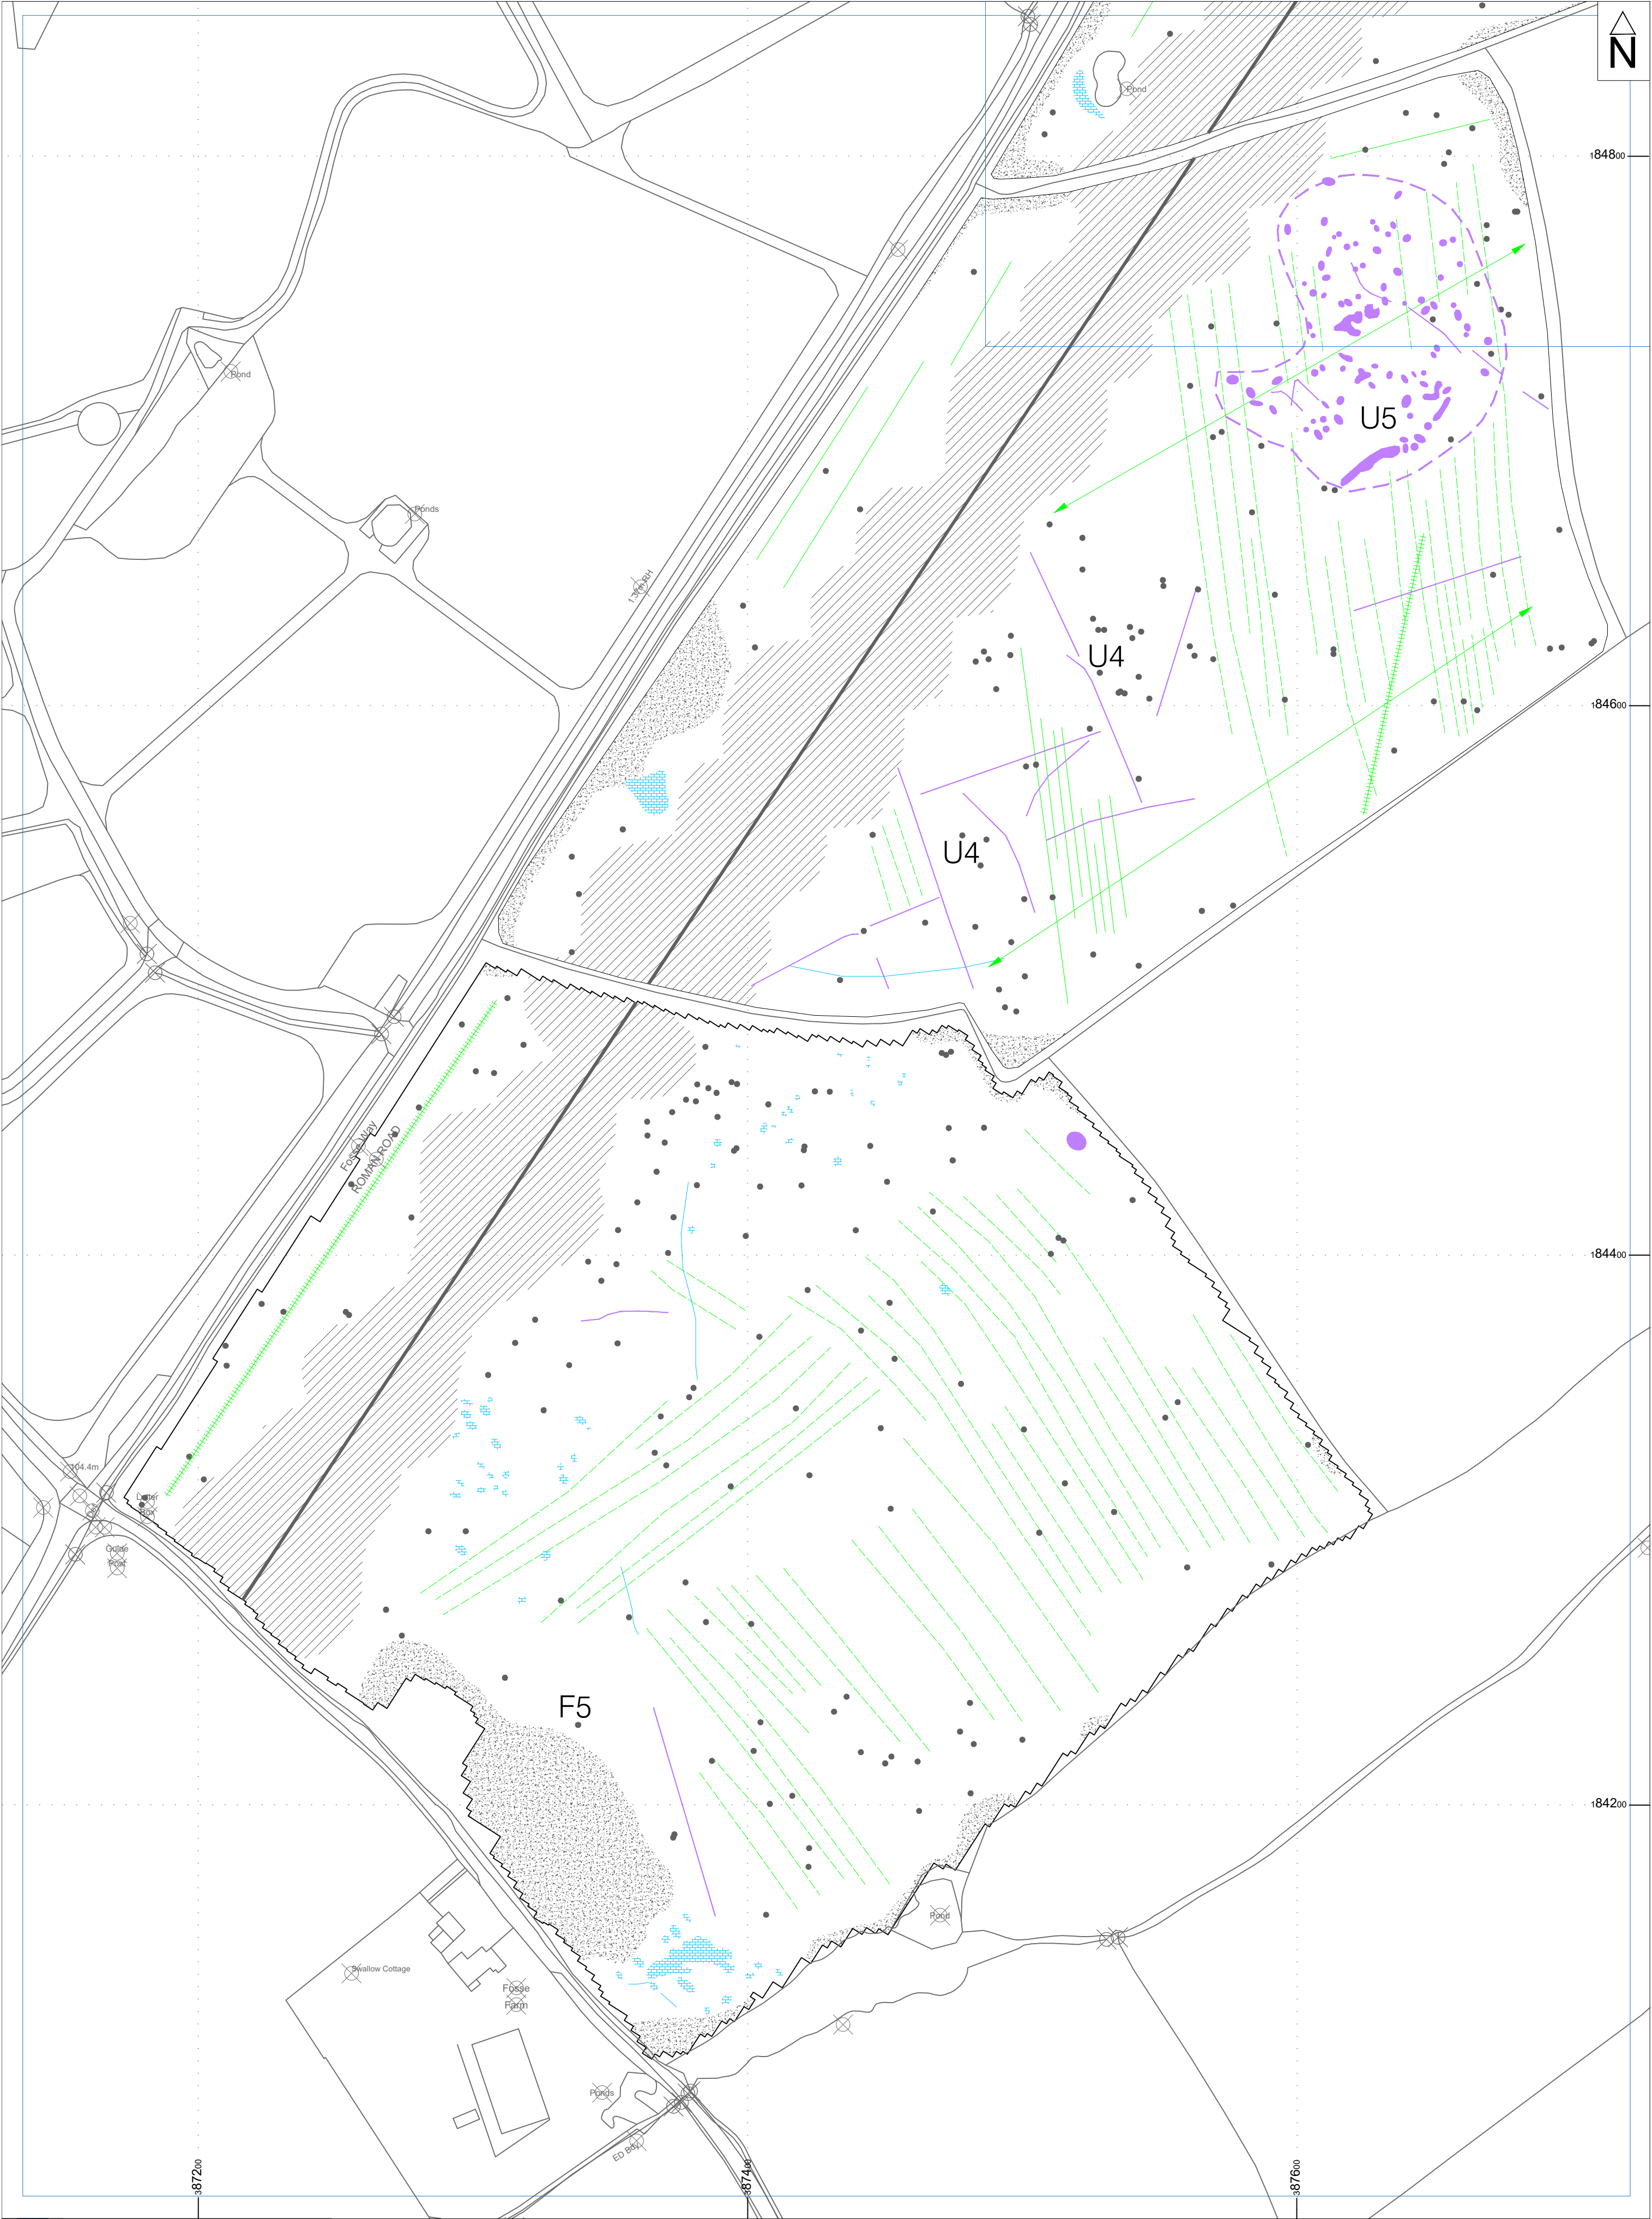 N
Pond
184800
Pond
U5
Ponds
U4
184600
U4
Fosse Way
ROMAN ROAD
184400
104.4m
Letter
Box
Guide
Post
F5
184200
Pond
Swallow Cottage
Fosse
Farm
Ponds
ED Bdy
387200
387400
387600